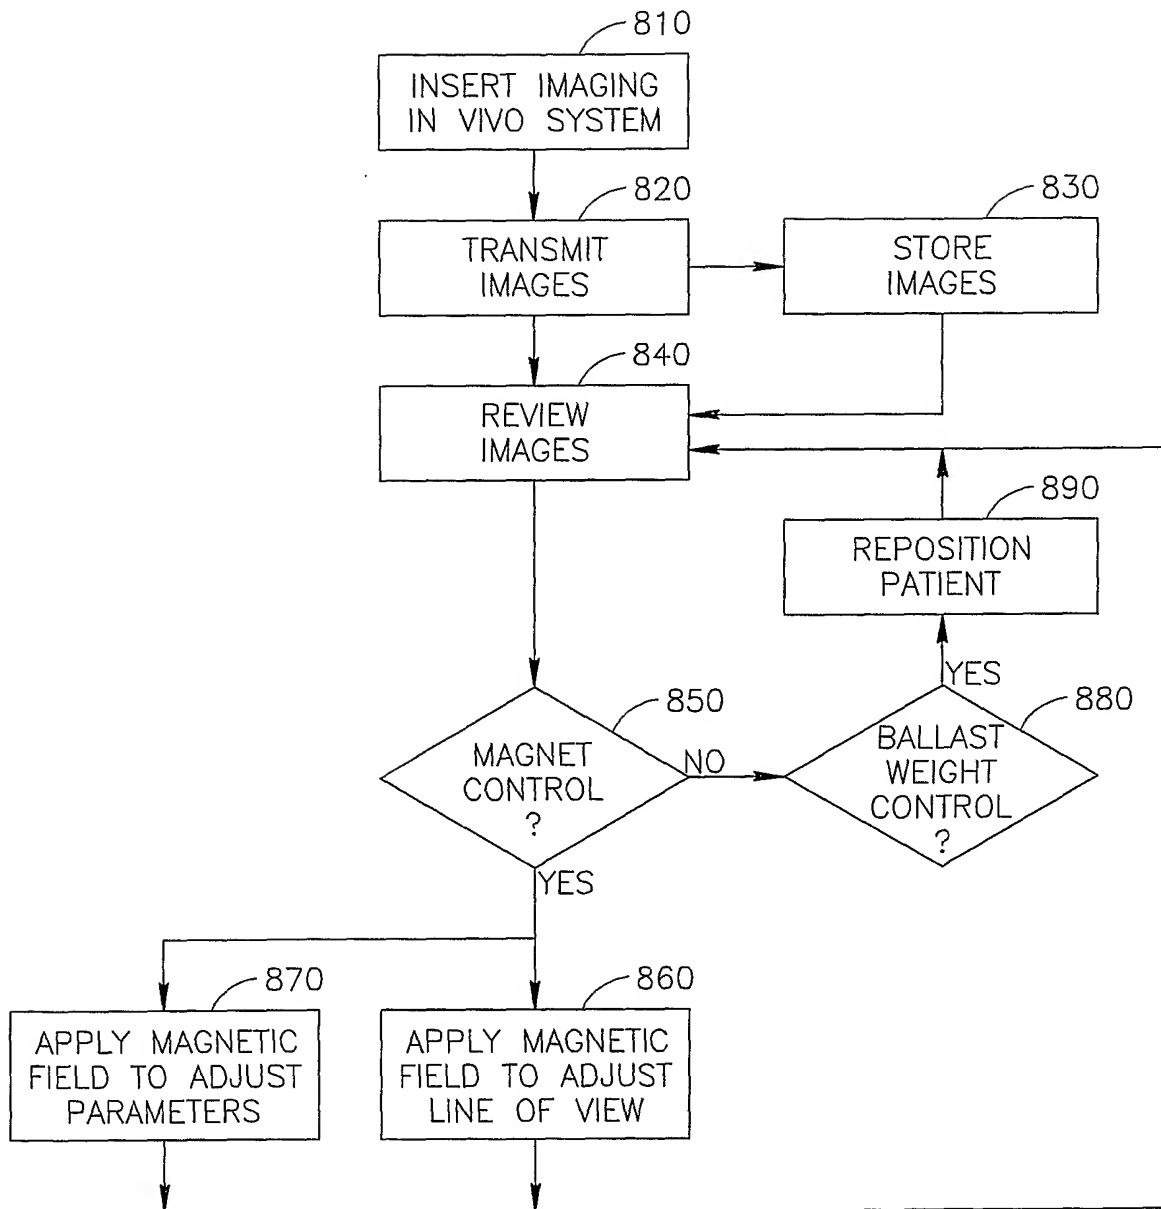 810
INSERT IMAGING
IN VIVO SYSTEM
820
TRANSMIT
IMAGES
830
STORE
IMAGES
840
REVIEW
IMAGES
890
REPOSITION
PATIENT
YES
850
MAGNET
CONTROL
?
NO
880
BALLAST
WEIGHT
CONTROL
?
YES
870
APPLY MAGNETIC
FIELD TO ADJUST
PARAMETERS
860
APPLY MAGNETIC
FIELD TO ADJUST
LINE OF VIEW